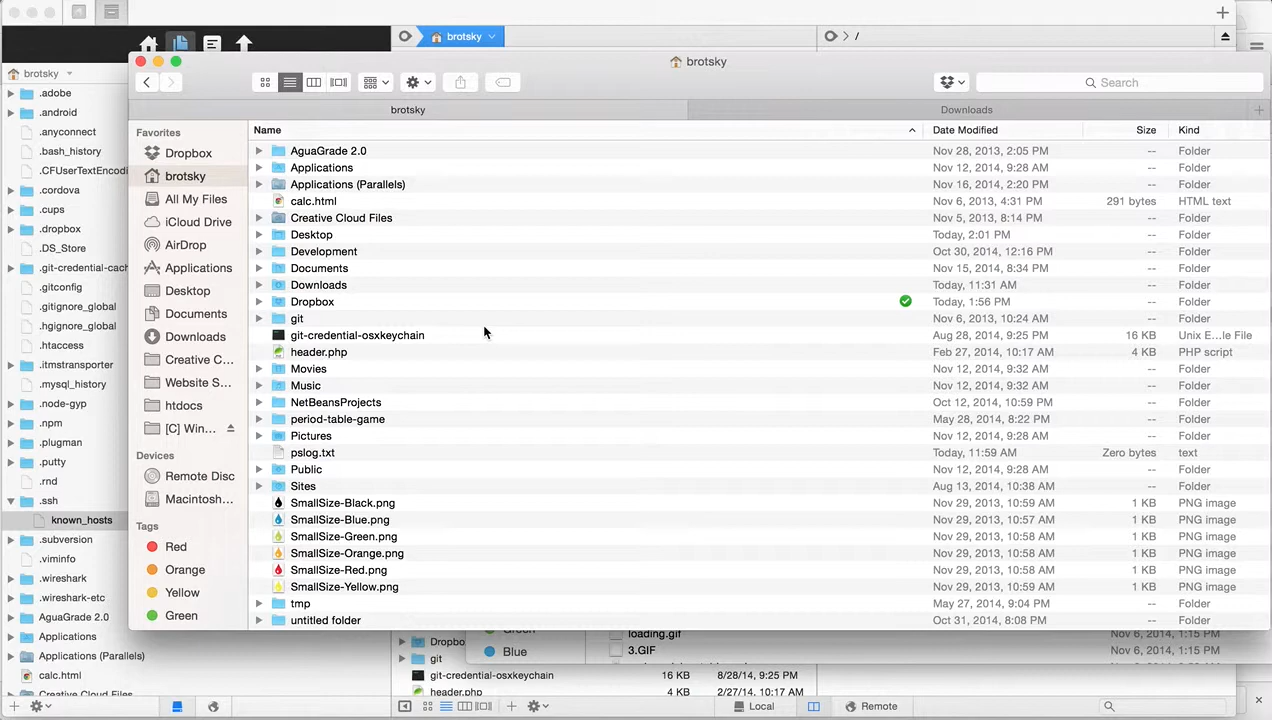 brotsky
/
brotsky
brotsky
Search
brotsky
Downloads
.adobe
.android
.anyconnect
.bash_history
.CFUserTextEncodi
.cordova
.cups
.dropbox
.DS_Store
.git-credential-cach
.gitconfig
.gitignore_global
.hgignore_global
.htaccess
.itmstransporter
.mysql_history
.node-gyp
.npm
.plugman
.putty
.rnd
.ssh
known_hosts
.subversion
.viminfo
.wireshark
.wireshark-etc
AguaGrade 2.0
Applications
Applications (Parallels)
calc.html
Creative Cloud Files
Favorites
Dropbox
brotsky
All My Files
iCloud Drive
AirDrop
Applications
Desktop
Documents
Downloads
Creative C...
Website S...
htdocs
[C] Win...
Devices
Remote Disc
Macintosh...
Tags
Red
Orange
Yellow
Green
Name Date Modified Size Kind
AguaGrade 2.0 Nov 28, 2013, 2:05 PM -- Folder
Applications Nov 12, 2014, 9:28 AM -- Folder
Applications (Parallels) Nov 16, 2014, 2:20 PM -- Folder
calc.html Nov 6, 2013, 4:31 PM 291 bytes HTML text
Creative Cloud Files Nov 5, 2013, 8:14 PM -- Folder
Desktop Today, 2:01 PM -- Folder
Development Oct 30, 2014, 12:16 PM -- Folder
Documents Nov 15, 2014, 8:34 PM -- Folder
Downloads Today, 11:31 AM -- Folder
Dropbox Today, 1:56 PM -- Folder
git Nov 6, 2013, 10:24 AM -- Folder
git-credential-osxkeychain Aug 28, 2014, 9:25 PM 16 KB Unix E...le File
header.php Feb 27, 2014, 10:17 AM 4 KB PHP script
Movies Nov 12, 2014, 9:32 AM -- Folder
Music Nov 12, 2014, 9:32 AM -- Folder
NetBeansProjects Oct 12, 2014, 10:59 PM -- Folder
period-table-game May 28, 2014, 8:22 PM -- Folder
Pictures Nov 12, 2014, 9:28 AM -- Folder
pslog.txt Today, 11:59 AM Zero bytes text
Public Nov 12, 2014, 9:28 AM -- Folder
Sites Aug 13, 2014, 10:38 AM -- Folder
SmallSize-Black.png Nov 29, 2013, 10:59 AM 1 KB PNG image
SmallSize-Blue.png Nov 29, 2013, 10:57 AM 1 KB PNG image
SmallSize-Green.png Nov 29, 2013, 10:58 AM 1 KB PNG image
SmallSize-Orange.png Nov 29, 2013, 10:58 AM 1 KB PNG image
SmallSize-Red.png Nov 29, 2013, 10:58 AM 1 KB PNG image
SmallSize-Yellow.png Nov 29, 2013, 10:59 AM 1 KB PNG image
tmp May 27, 2014, 9:04 PM -- Folder
untitled folder Oct 31, 2014, 8:08 PM -- Folder
Green
Blue
loading.gif Nov 6, 2013, 1:15 PM
3.GIF Nov 6, 2013, 1:15 PM
Dropbo
git
git-credential-osxkeychain 16 KB 8/28/14, 9:25 PM
header.php 4 KB 2/27/14, 10:17 AM
Local
Remote